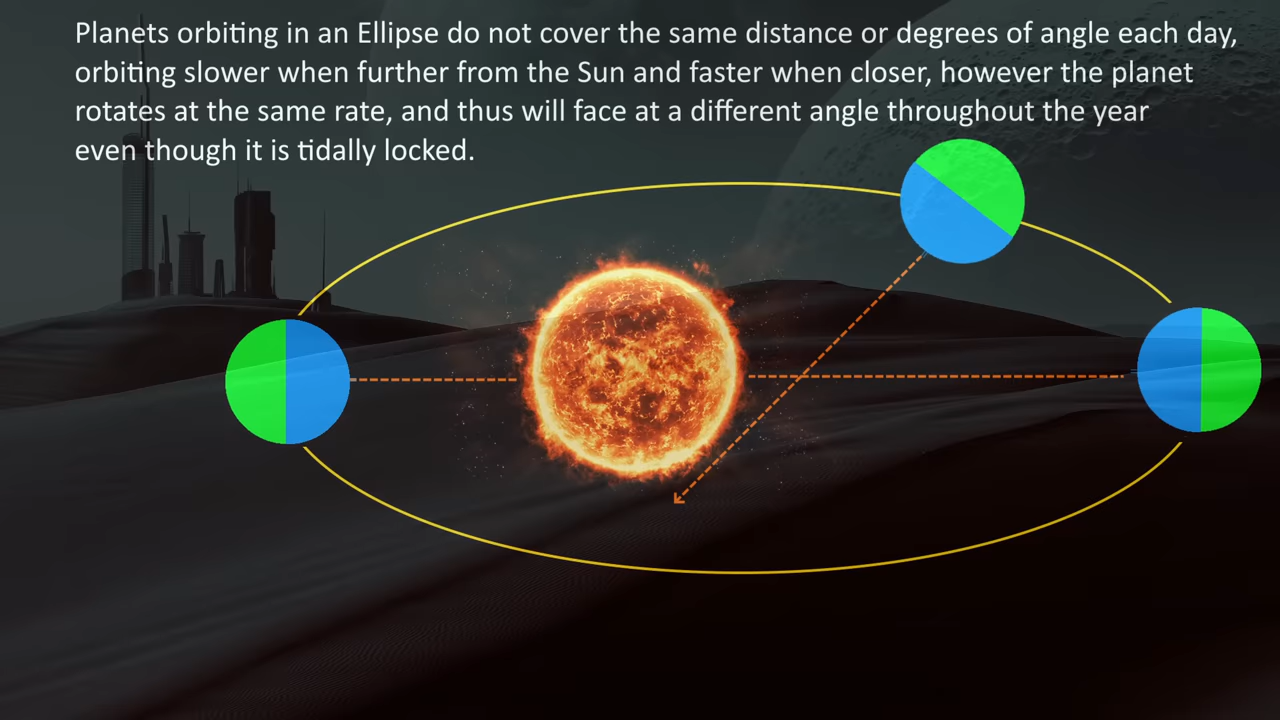 Planets orbiting in an Ellipse do not cover the same distance or degrees of angle each day,
orbiting slower when further from the Sun and faster when closer, however the planet
rotates at the same rate, and thus will face at a different angle throughout the year
even though it is tidally locked.